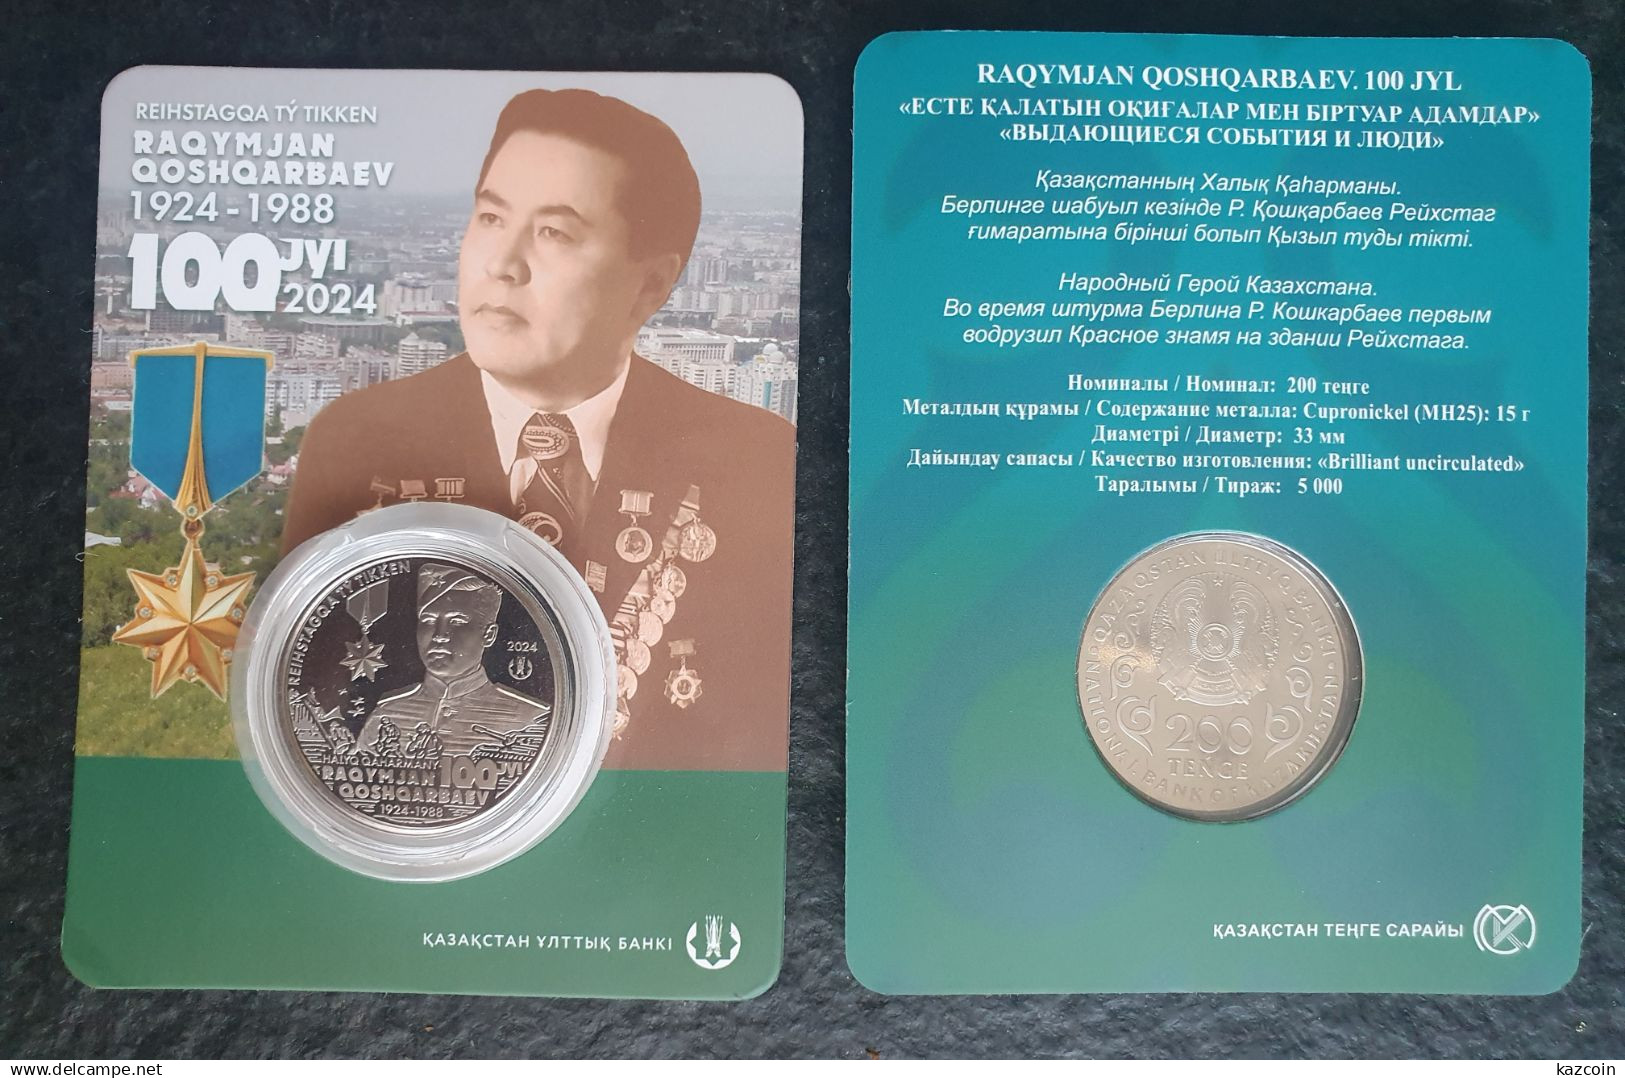 REIHSTAGQA TÝ TIKKEN
RAQYMJAN
QOSHQARBAEV
1924 - 1988
100 JYl
2024
REIHSTAGQA TÝ TIKKEN
2024
HALYQ QAHARMANY
RAQYMJAN
QOSHQARBAEV
100 JYl
1924-1988
ҚАЗАҚСТАН ҰЛТТЫҚ БАНКІ
RAQYMJAN QOSHQARBAEV. 100 JYL
«ЕСТЕ ҚАЛАТЫН ОҚИҒАЛАР МЕН БІРТУАР АДАМДАР»
«ВЫДАЮЩИЕСЯ СОБЫТИЯ И ЛЮДИ»
Қазақстанның Халық Қаһарманы.
Берлинге шабуыл кезінде Р. Қошқарбаев Рейхстаг
ғимаратына бірінші болып Қызыл туды тікті.
Народный Герой Казахстана.
Во время штурма Берлина Р. Кошкарбаев первым
водрузил Красное знамя на здании Рейхстага.
Номиналы / Номинал: 200 теңге
Металдың құрамы / Содержание металла: Cupronickel (МН25): 15 г
Диаметрі / Диаметр: 33 мм
Дайындау сапасы / Качество изготовления: «Brilliant uncirculated»
Таралымы / Тираж: 5 000
QAZAQSTAN ULTTYQ BANKI
200
TEŃGE
NATIONAL BANK OF KAZAKHSTAN
ҚАЗАҚСТАН ТЕҢГЕ САРАЙЫ
www.delcampe.net
kazcoin